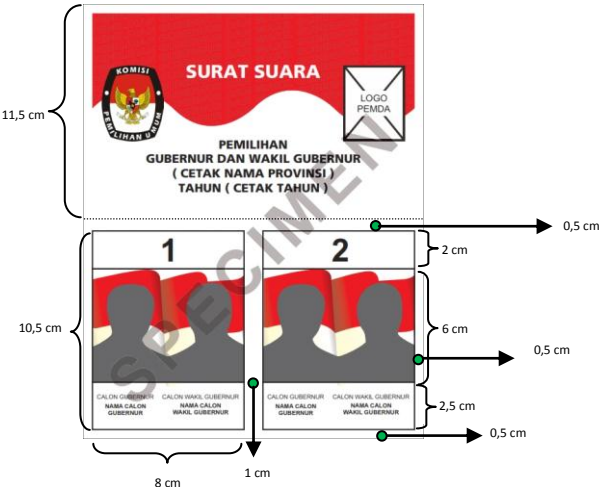 KOMISI
PEMILIHAN UMUM
SURAT SUARA
LOGO
PEMDA
11,5 cm
PEMILIHAN
GUBERNUR DAN WAKIL GUBERNUR
( CETAK NAMA PROVINSI )
TAHUN ( CETAK TAHUN )
SPECIMEN
0,5 cm
1
2
2 cm
10,5 cm
6 cm
0,5 cm
CALON GUBERNUR
NAMA CALON
GUBERNUR
CALON WAKIL GUBERNUR
NAMA CALON
WAKIL GUBERNUR
CALON GUBERNUR
NAMA CALON
GUBERNUR
CALON WAKIL GUBERNUR
NAMA CALON
WAKIL GUBERNUR
2,5 cm
0,5 cm
8 cm
1 cm